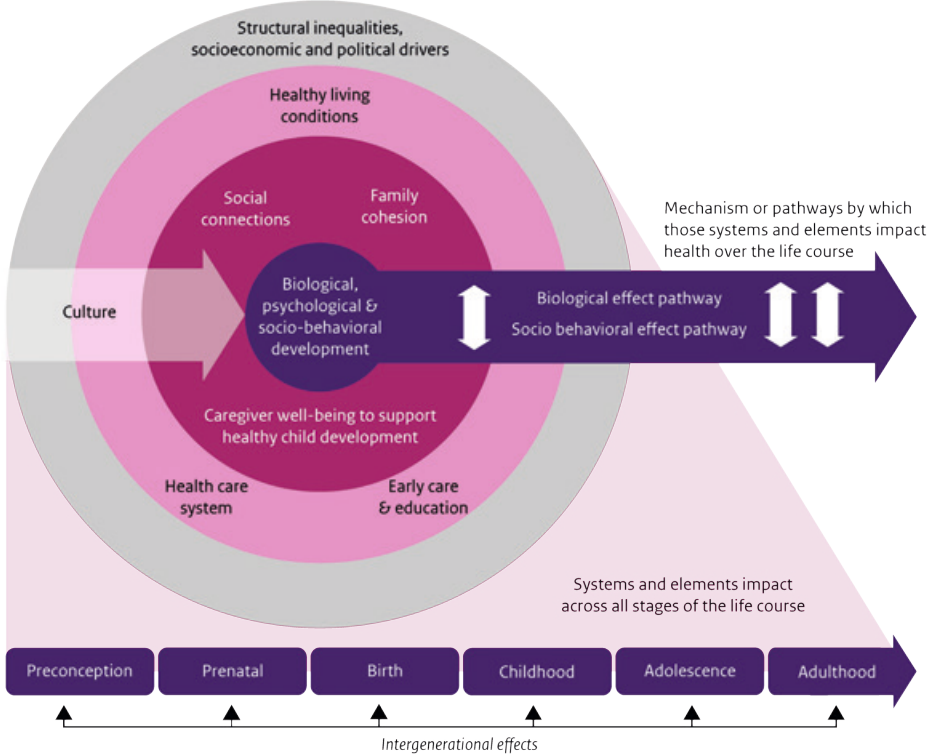 Structural inequalities,
socioeconomic and political drivers
Healthy living
conditions
Social
connections
Family
cohesion
Mechanism or pathways by which
those systems and elements impact
health over the life course
Culture
Biological,
psychological &
socio-behavioral
development
Biological effect pathway
Socio behavioral effect pathway
Caregiver well-being to support
healthy child development
Health care
system
Early care
& education
Systems and elements impact
across all stages of the life course
Preconception
Prenatal
Birth
Childhood
Adolescence
Adulthood
Intergenerational effects